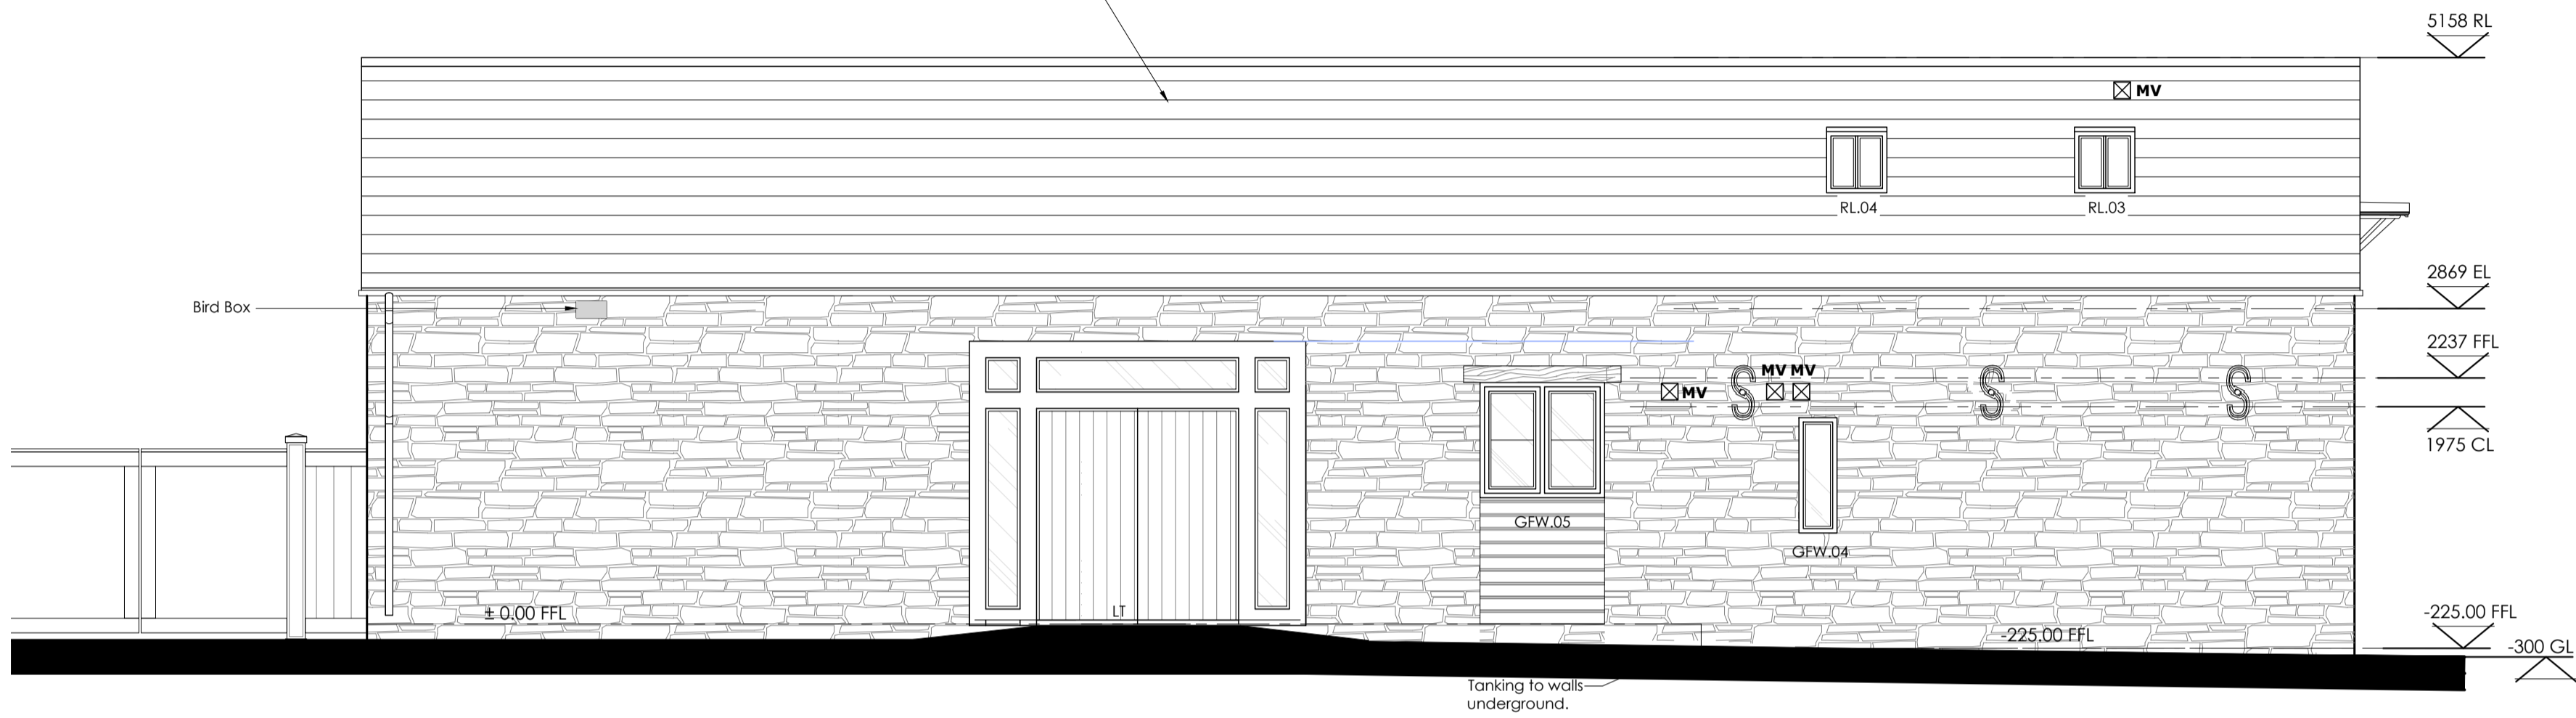 5158 RL
MV
RL.04
RL.03
2869 EL
Bird Box
2237 FFL
MV MV
MV
1975 CL
GFW.05
GFW.04
± 0.00 FFL
LT
-225.00 FFL
-225.00 FFL
-300 GL
Tanking to walls
underground.